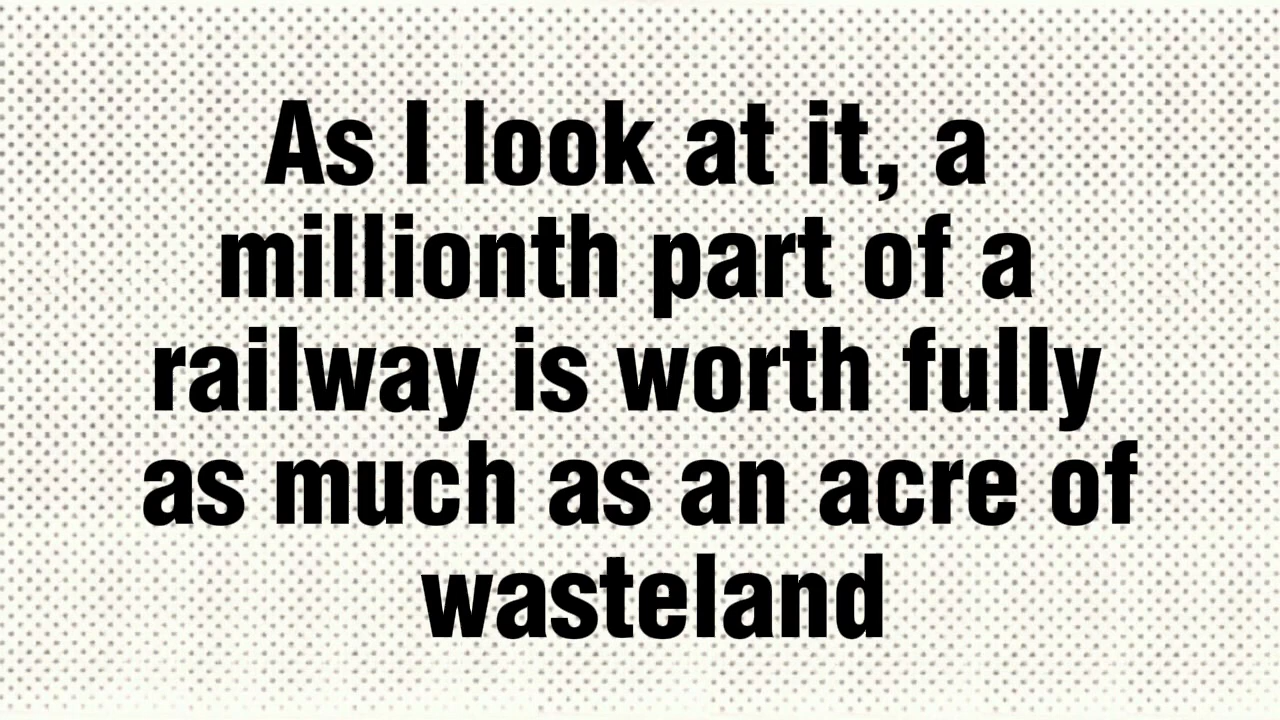 As I look at it, a
millionth part of a
railway is worth fully
as much as an acre of
wasteland